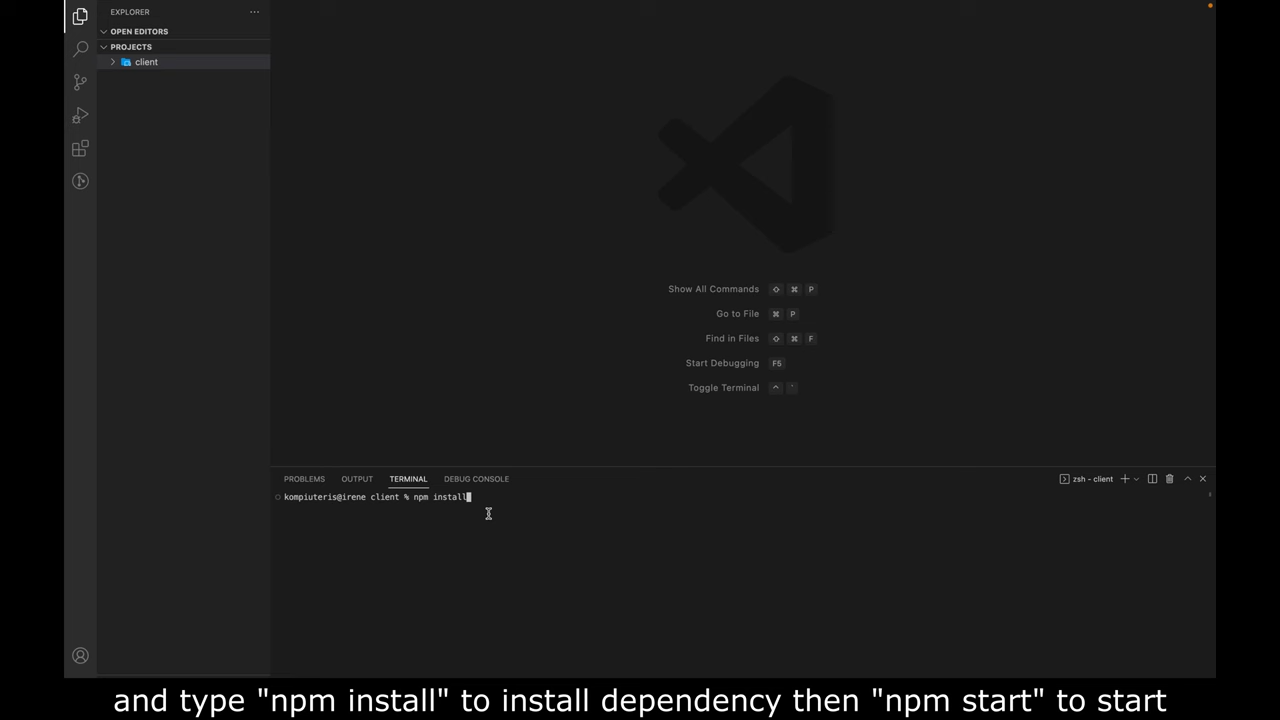 EXPLORER
OPEN EDITORS
PROJECTS
client
Show All Commands ⇧ ⌘ P
Go to File ⌘ P
Find in Files ⇧ ⌘ F
Start Debugging F5
Toggle Terminal ^ `
PROBLEMS OUTPUT TERMINAL DEBUG CONSOLE
zsh - client
kompiuteris@irene client % npm install
and type "npm install" to install dependency then "npm start" to start